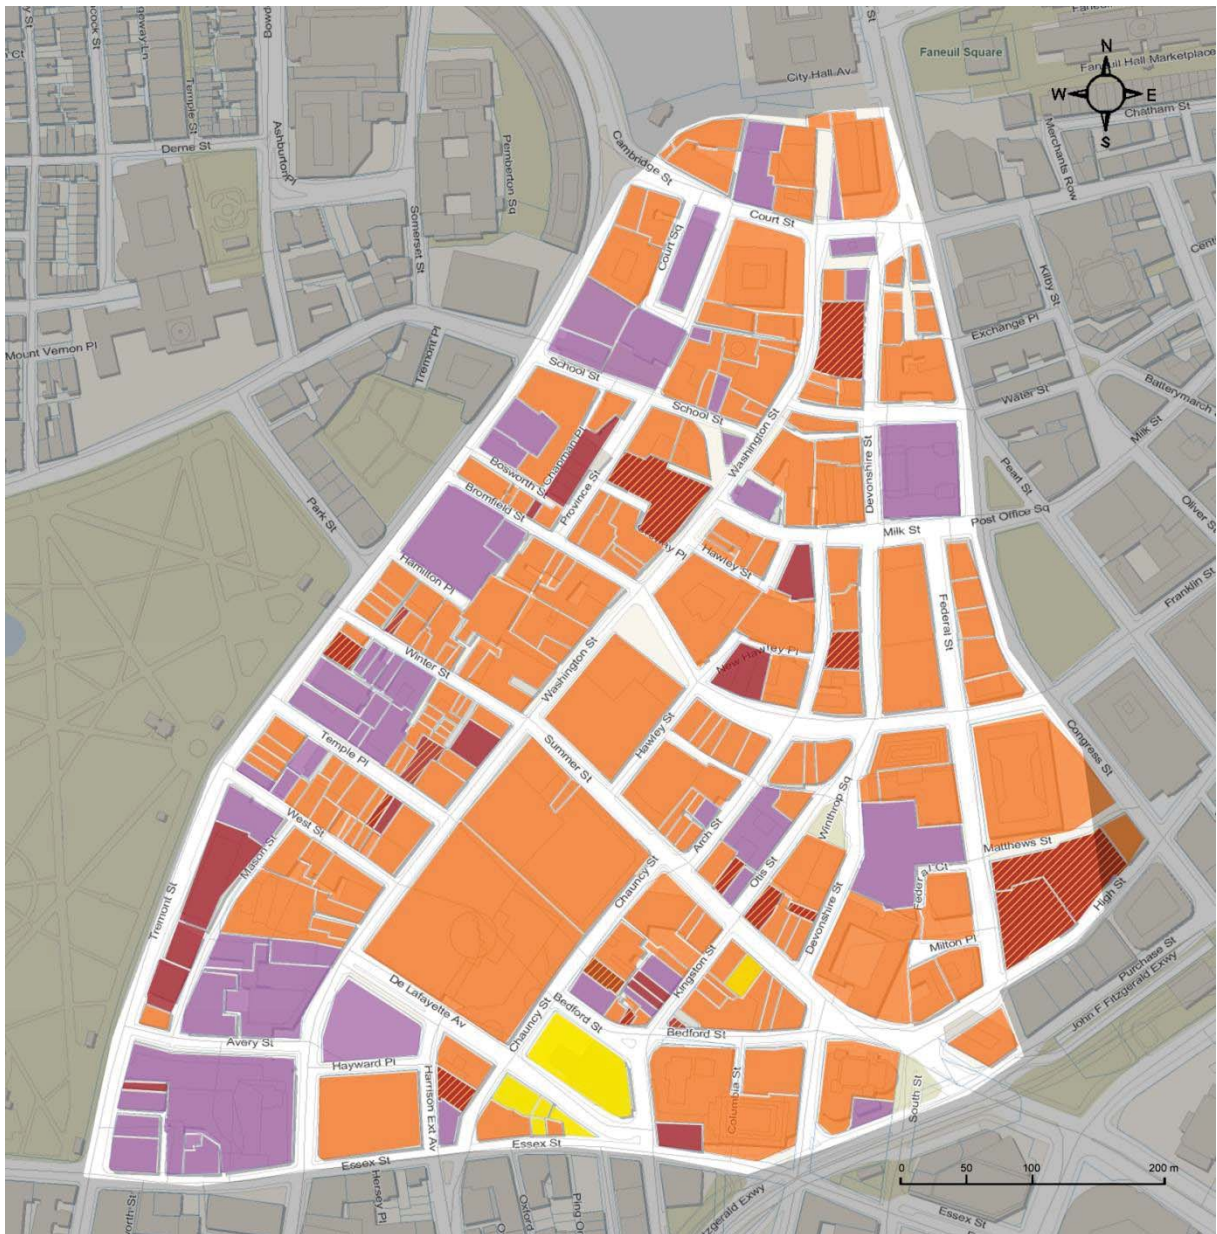 Bowdo
Temple St
Ashburton Pl
Derne St
Somerset St
Pemberton Sq
Mount Vernon Pl
Tremont Pl
Park St
City Hall Av
Faneuil Square
Faneuil Hall Marketplace
N
W
E
S
Chatham St
Merchants Row
Cambridge St
Court St
Court Sq
Kilby St
Exchange Pl
Water St
Batterymarch
Milk St
Pearl St
Oliver St
School St
School St
Washington St
Devonshire St
Chapman Pl
Bosworth St
Province St
Bromfield St
Milk St
Post Office Sq
Hawley St
Franklin St
Hamilton Pl
Federal St
Winter St
Washington St
New Hawley Pl
Hawley St
Congress St
Temple Pl
Summer St
Winthrop Sq
West St
Arch St
Mason St
Chauncy St
Otis St
Matthews St
Federal Ct
High St
Tremont St
Devonshire St
Milton Pl
Kingston St
Purchase St
John F Fitzgerald Exwy
De Lafayette Av
Bedford St
Bedford St
Chauncy St
Avery St
Hayward Pl
Harrison Ext Av
Columbia St
South St
Essex St
Essex St
0 50 100 200 m
Hersey Pl
Oxford
Ping On
Essex St